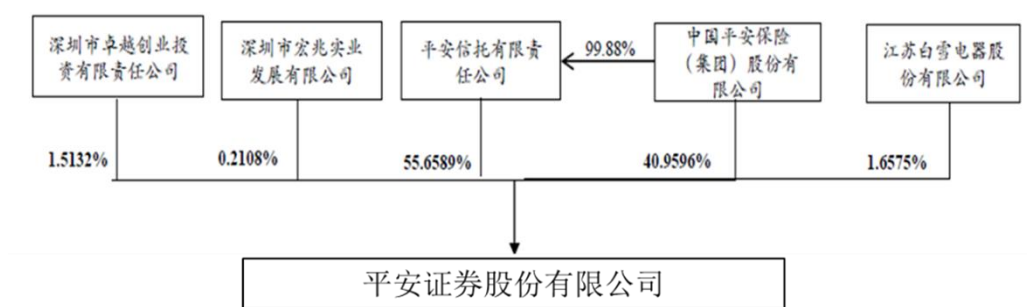 深圳市卓越创业投
资有限责任公司
深圳市宏兆实业
发展有限公司
平安信托有限责
任公司
99.88%
中国平安保险
（集团）股份有
限公司
江苏白雪电器股
份有限公司
1.5132%
0.2108%
55.6589%
40.9596%
1.6575%
平安证券股份有限公司